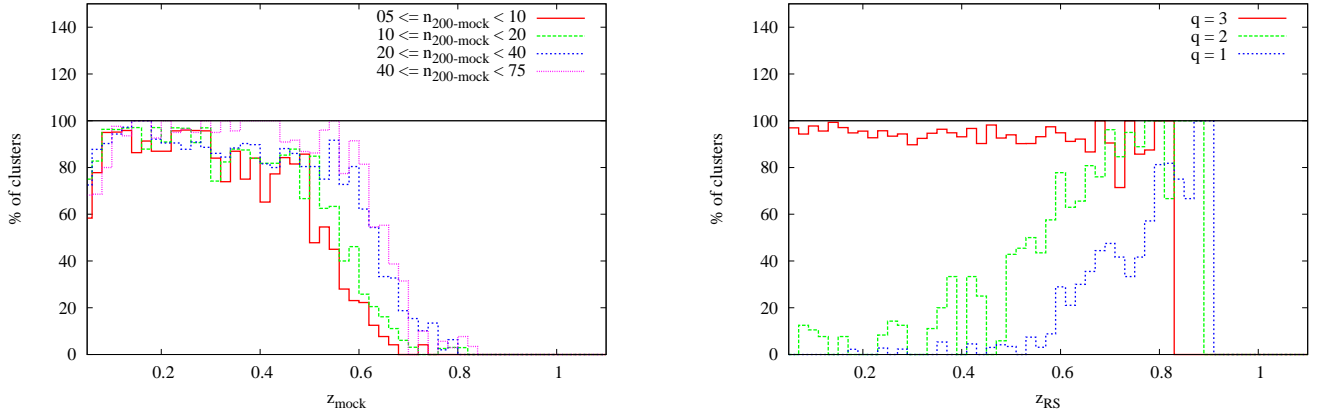 140
120
100
80
60
40
20
0
% of clusters
05 <= n200-mock < 10
10 <= n200-mock < 20
20 <= n200-mock < 40
40 <= n200-mock < 75
0.2 0.4 0.6 0.8 1
zmock
140
120
100
80
60
40
20
0
% of clusters
q = 3
q = 2
q = 1
0.2 0.4 0.6 0.8 1
zRS